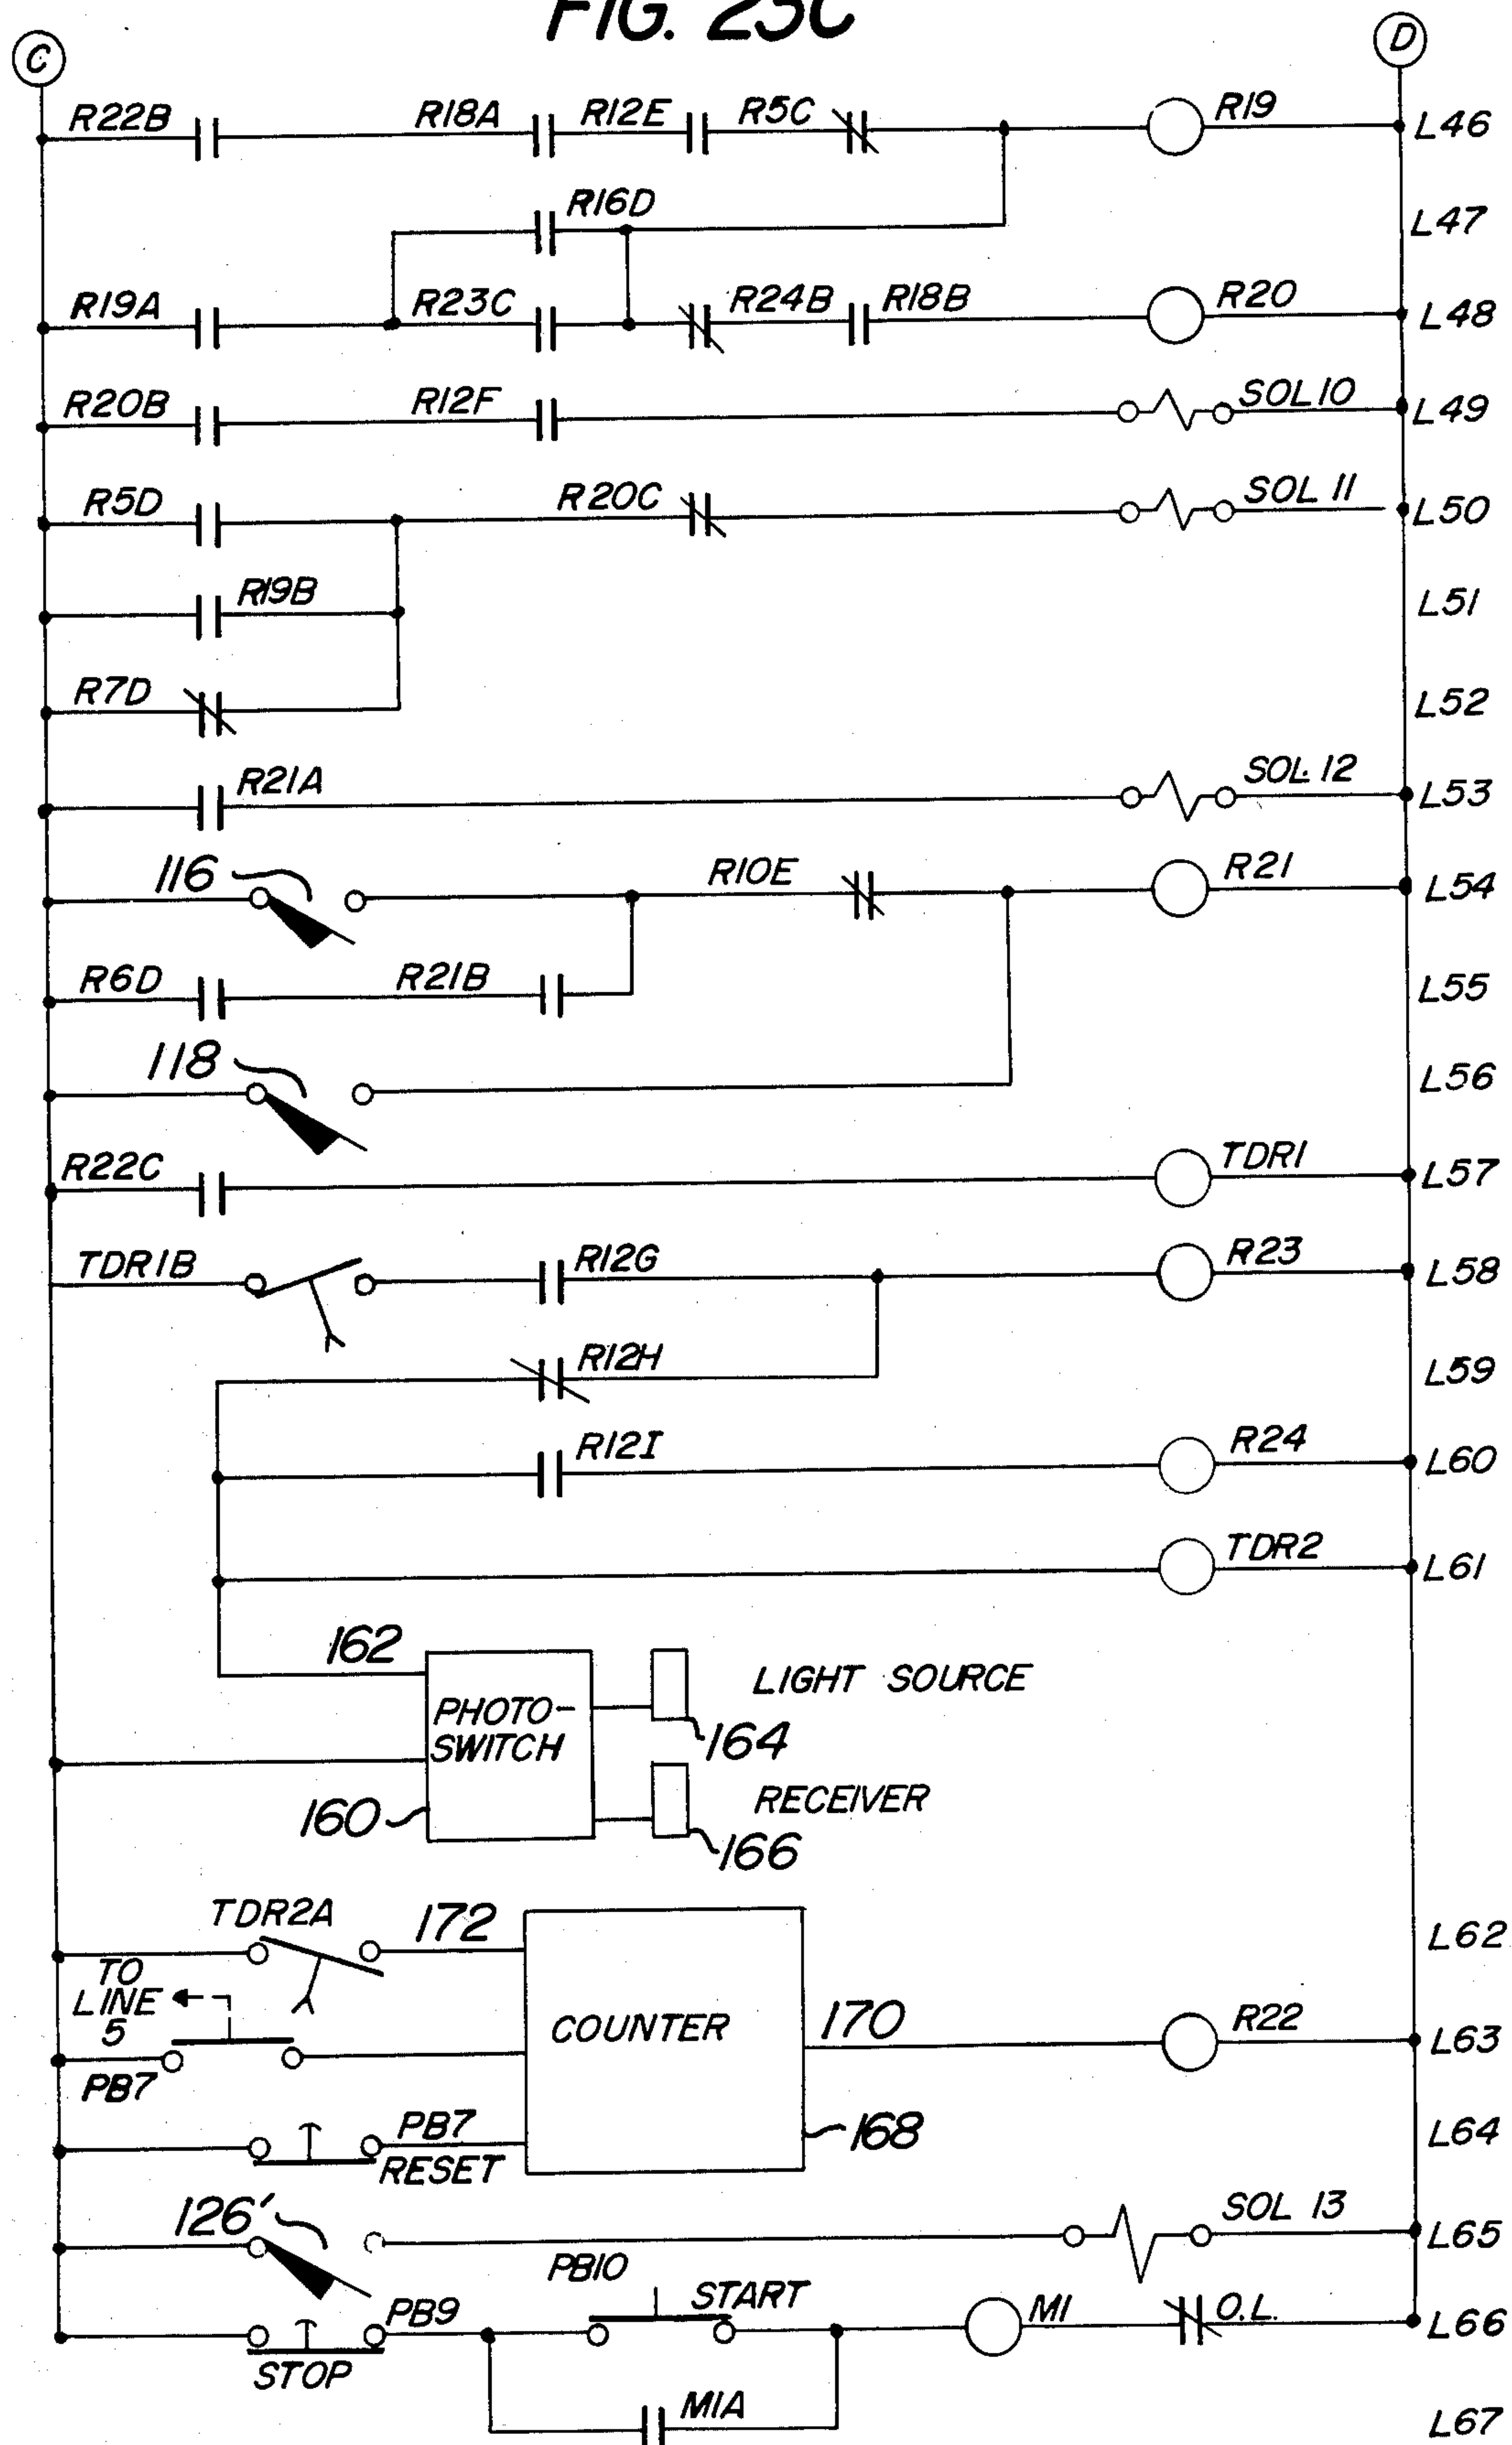 FIG. 23C
C D
R22B R18A R12E R5C R19 L46
R16D L47
R19A R23C R24B R18B R20 L48
R20B R12F SOL 10 L49
R5D R20C SOL 11 L50
R19B L51
R7D L52
R21A SOL. 12 L53
116 R10E R21 L54
R6D R21B L55
118 L56
R22C TDR1 L57
TDR1B R12G R23 L58
R12H L59
R12I R24 L60
TDR2 L61
162 LIGHT SOURCE
PHOTO-
SWITCH 164
160 RECEIVER
166
TDR2A 172 L62
TO
LINE
5
COUNTER 170 R22 L63
PB7
PB7 168 L64
RESET
126' SOL 13 L65
PB9 PB10 START M1 O.L. L66
STOP
M1A L67